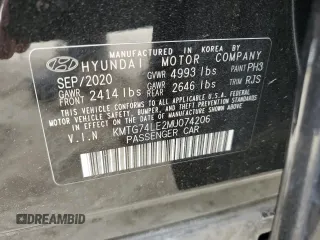 MANUFACTURED IN KOREA BY
HYUNDAI MOTOR COMPANY
SEP/2020 GVWR 4993 lbs PAINT PH3
GAWR FRONT 2414 lbs GAWR REAR 2646 lbs TRIM RJS
THIS VEHICLE CONFORMS TO ALL APPLICABLE U.S.A. FEDERAL
MOTOR VEHICLE SAFETY, BUMPER, AND THEFT PREVENTION
STANDARDS IN EFFECT ON THE DATE OF MANUFACTURE SHOWN ABOVE.
V.I.N. KMTG74LE2MU074206
PASSENGER CAR
DREAMBID